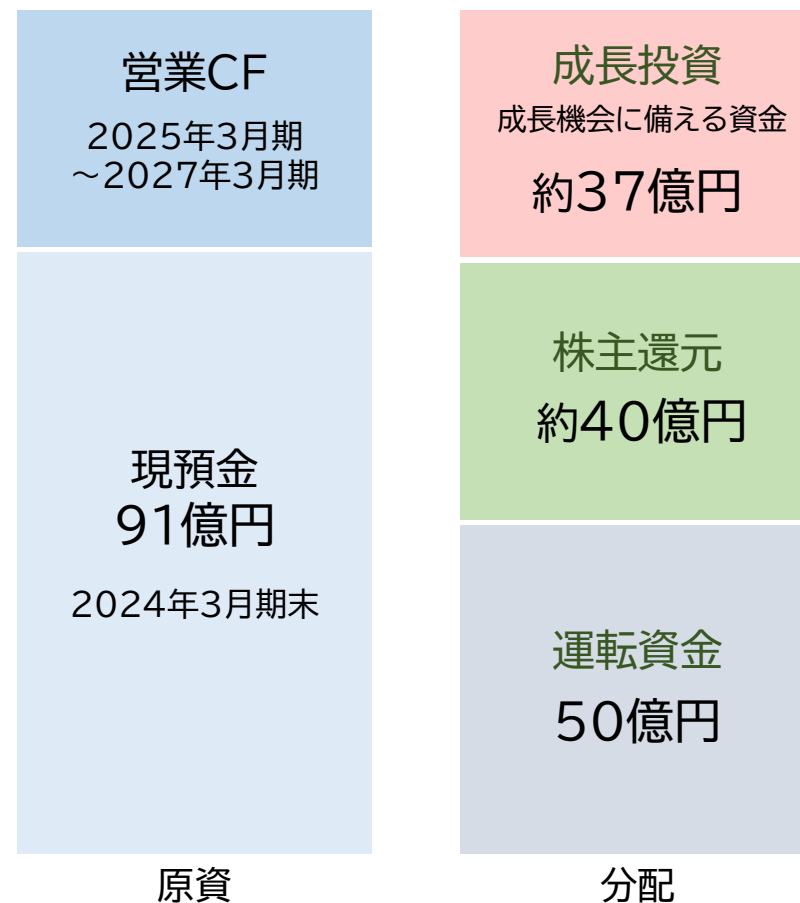 営業CF
2025年3月期
～2027年3月期
現預金
91億円
2024年3月期末
原資
成長投資
成長機会に備える資金
約37億円
株主還元
約40億円
運転資金
50億円
分配